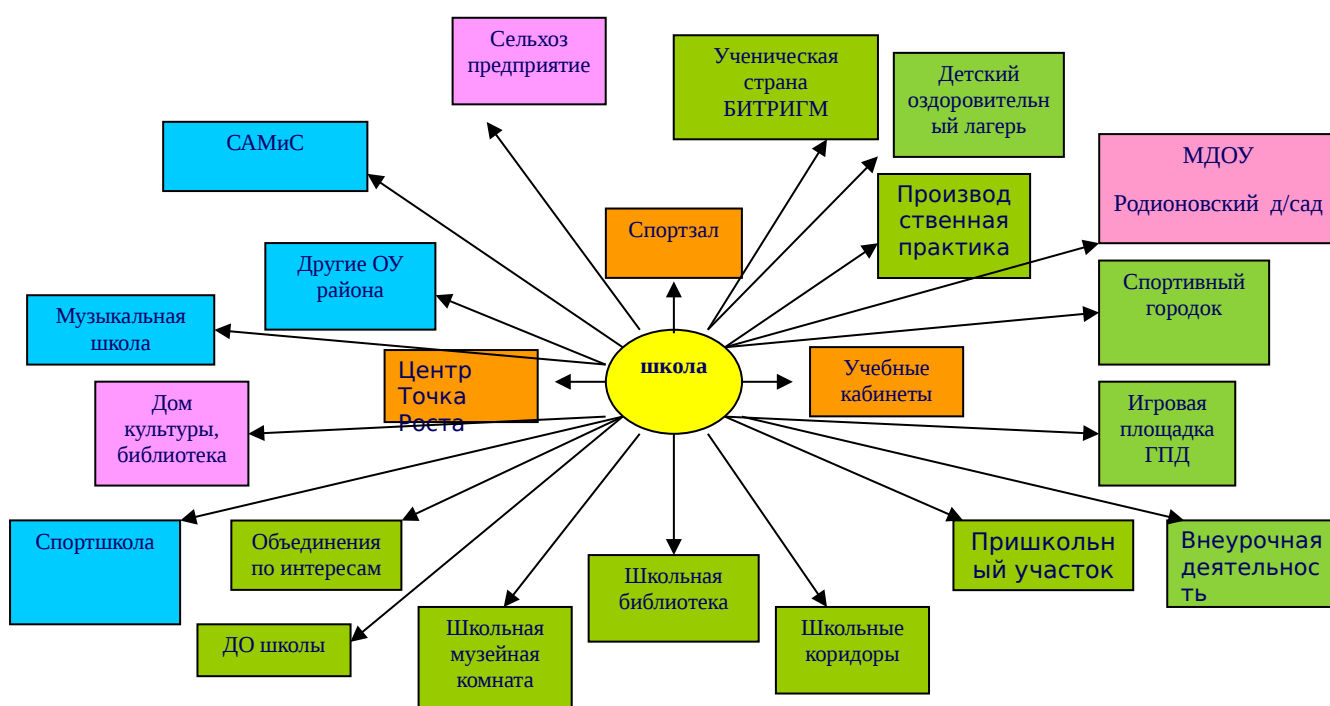 Сельхоз
предприятие
Ученическая
страна
БИТРИГМ
Детский
оздоровительн
ый лагерь
САМиС
МДОУ
Родионовский д/сад
Производ
ственная
практика
Спортзал
Другие ОУ
района
Спортивный
городок
Музыкальная
школа
Центр
Точка
Роста
школа
Учебные
кабинеты
Дом
культуры,
библиотека
Игровая
площадка
ГПД
Спортшкола
Объединения
по интересам
Школьная
библиотека
Пришкольн
ый участок
Внеурочная
деятельнос
ть
ДО школы
Школьная
музейная
комната
Школьные
коридоры